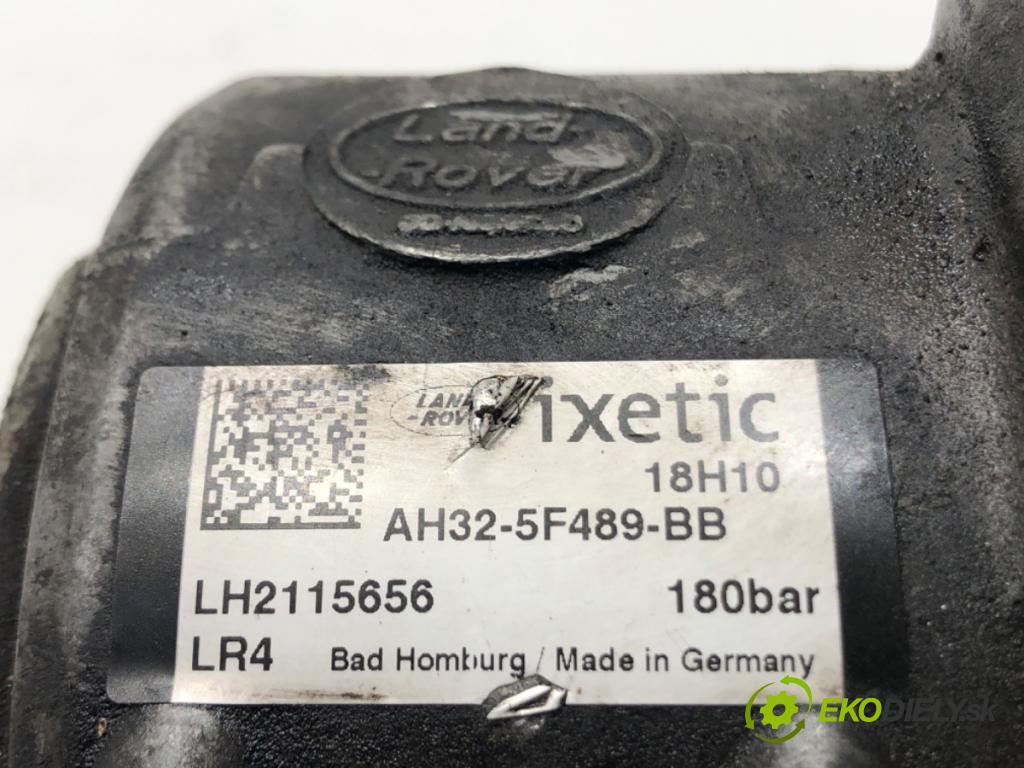 Land-
-Rover
LAND
-ROVER
ixetic
18H10
AH32-5F489-BB
LH2115656
180bar
LR4
Bad Homburg / Made in Germany
EKODIELY.sk